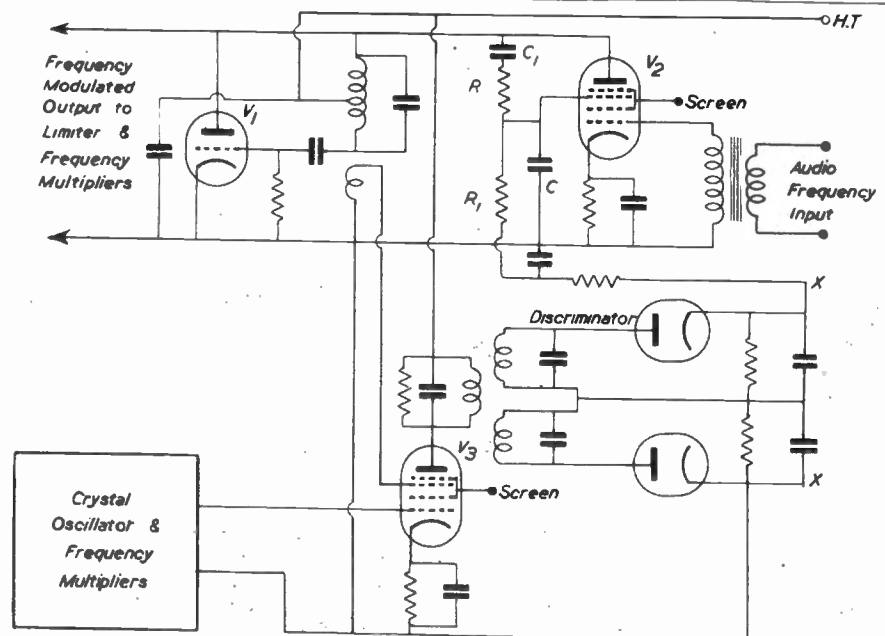 H.T
Frequency
Modulated
Output to
Limiter &
Frequency
Multipliers
V1
C1
R
V2
Screen
R1
C
Audio
Frequency
Input
X
Discriminator
V3
Screen
X
Crystal
Oscillator &
Frequency
Multipliers